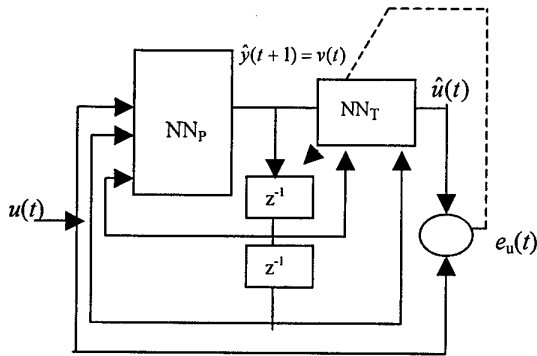 ŷ(t + 1) = v(t)
û(t)
NN_P
NN_T
z⁻¹
u(t)
e_u(t)
z⁻¹